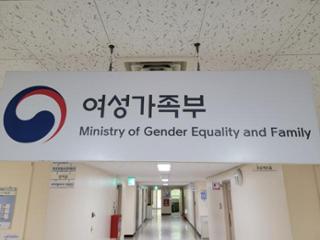 여성가족부
Ministry of Gender Equality and Family